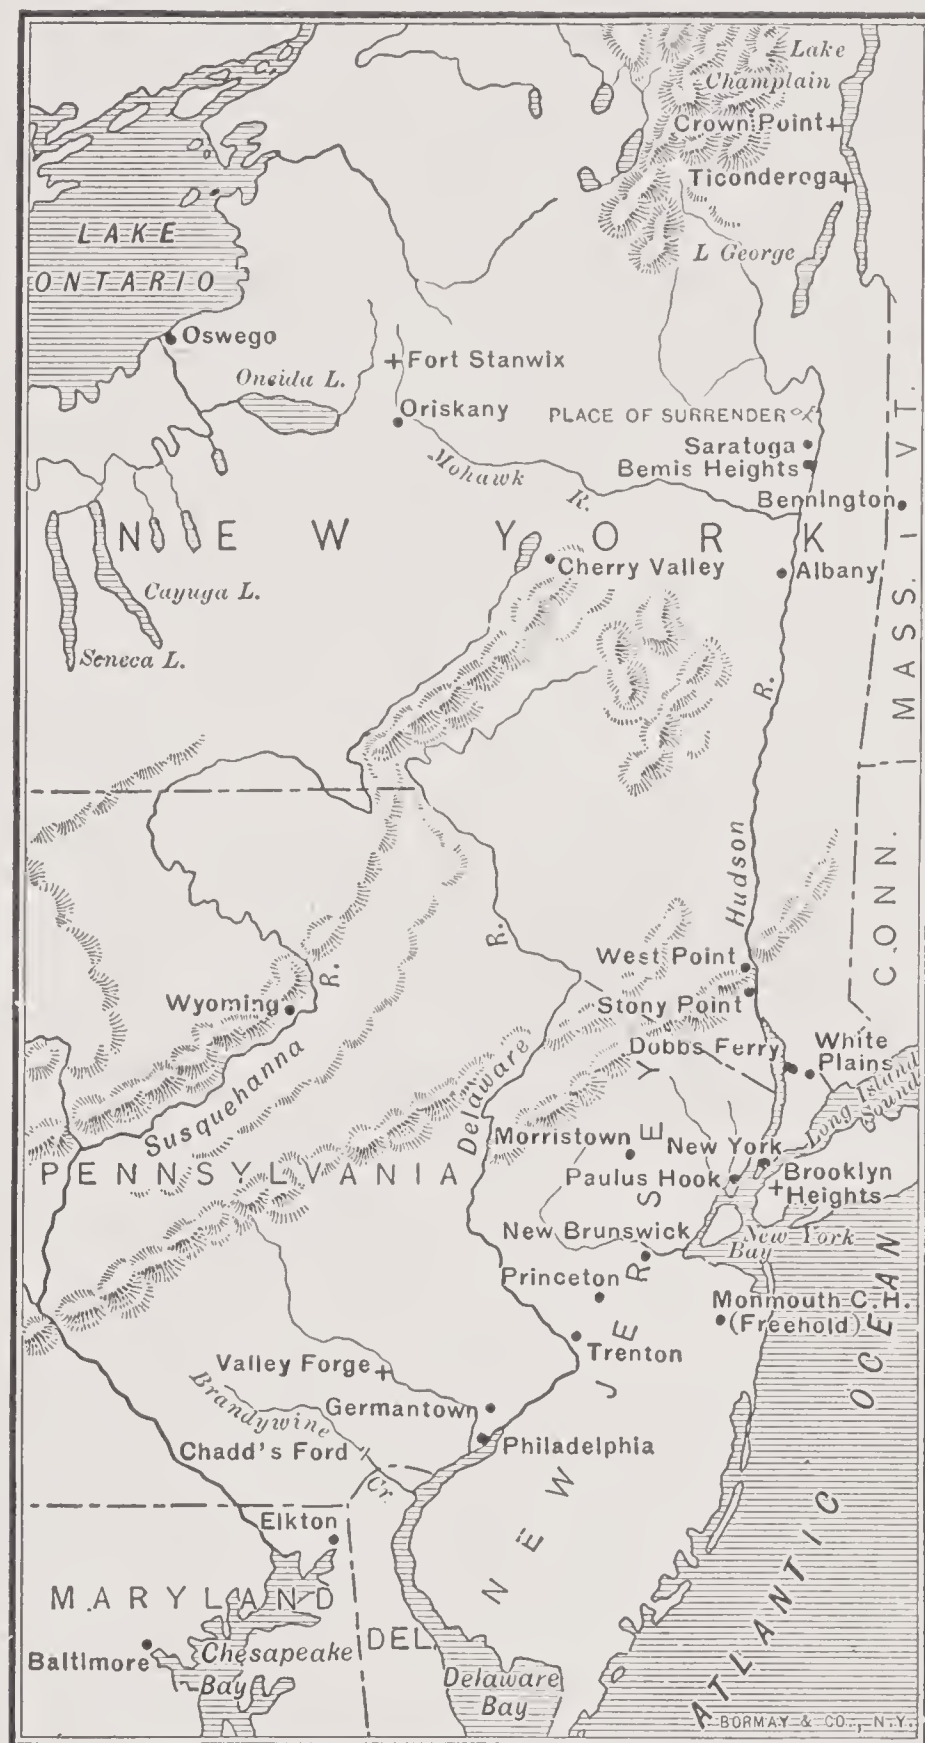 Lake
Champlain
Crown Point
Ticonderoga
LAKE
ONTARIO
L George
Oswego
Fort Stanwix
Oneida L.
Oriskany
PLACE OF SURRENDER
Saratoga
Mohawk
R.
Bemis Heights
Bennington
VT.
NEW YORK
Cherry Valley
Albany
Cayuga L.
Seneca L.
MASS.
R.
Hudson
CONN.
R.
West Point
R.
Wyoming
Stony Point
Dobbs Ferry
White
Plains
Susquehanna
Delaware
Long Island
Sound
Morristown
New York
PENNSYLVANIA
Paulus Hook
Brooklyn
Heights
New Brunswick
New York
Bay
Princeton
Monmouth C.H.
(Freehold)
Trenton
NEW JERSEY
Valley Forge
Brandywine
Cr.
Germantown
Chadd's Ford
Philadelphia
ATLANTIC OCEAN
Elkton
MARYLAND
DEL.
Baltimore
Chesapeake
Bay
Delaware
Bay
BORMAY & CO., N.Y.